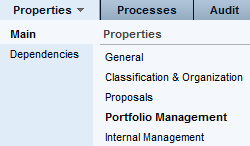 Properties Processes Audit
Main Properties
Dependencies General
Classification & Organization
Proposals
Portfolio Management
Internal Management